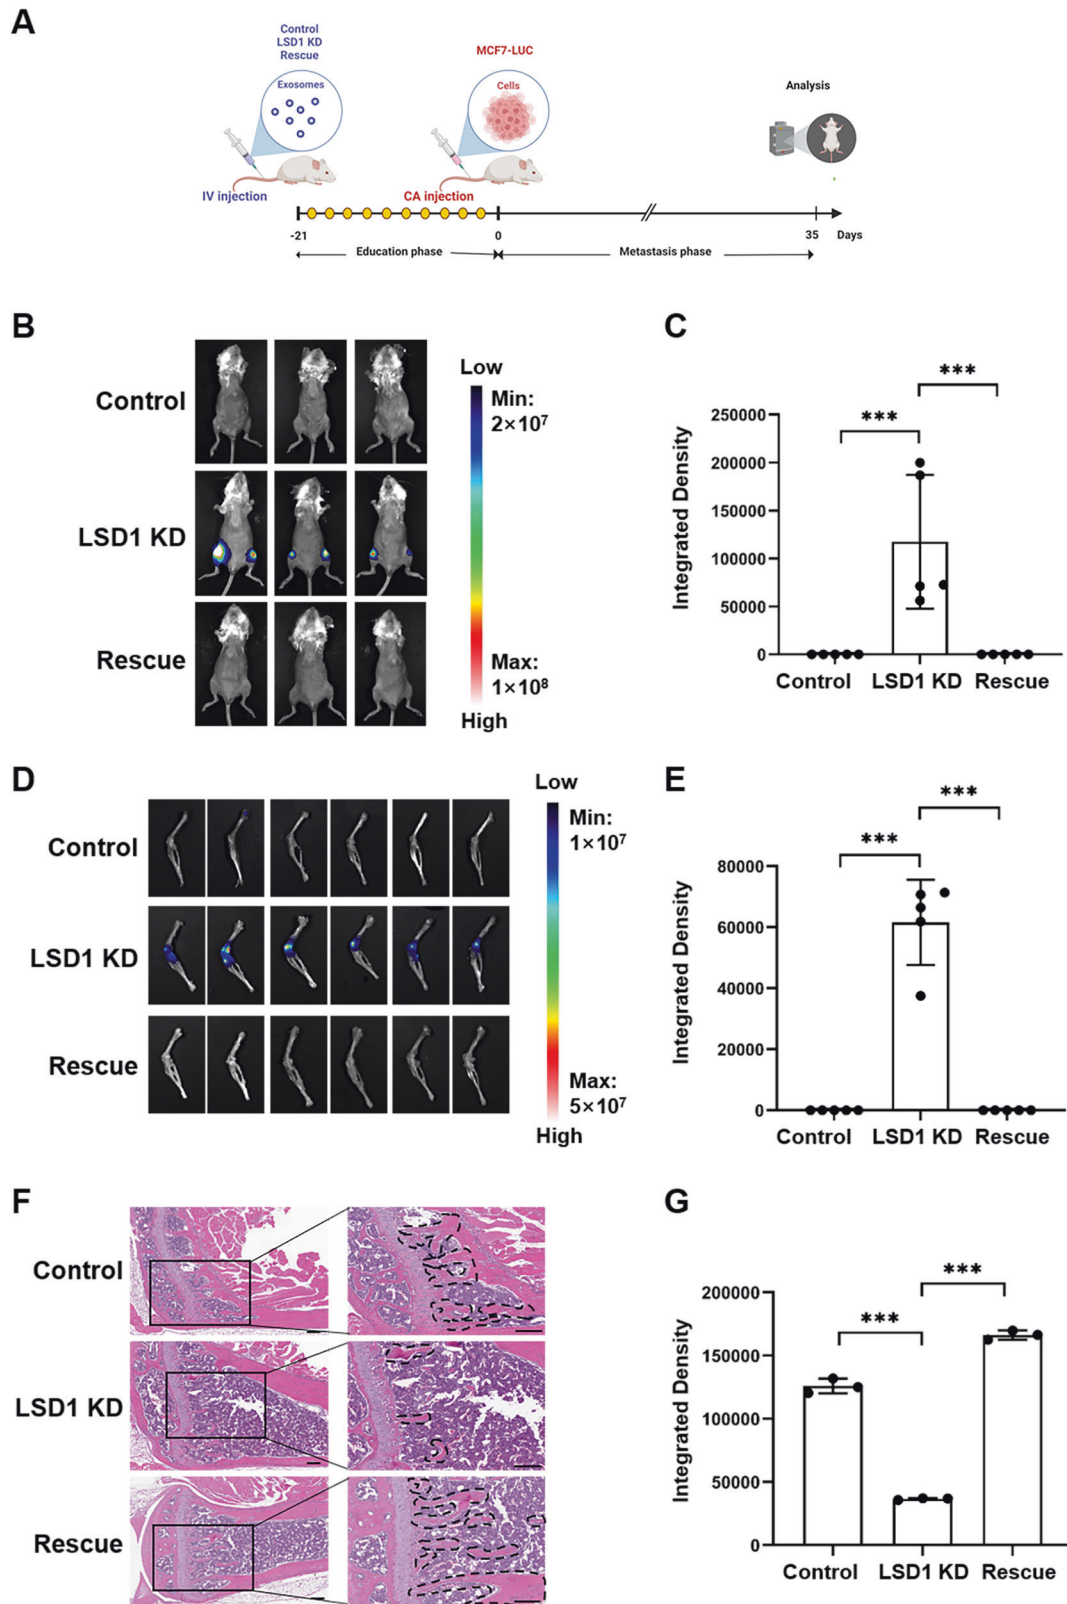 A
Control
LSD1 KD
Rescue
Exosomes
MCF7-LUC
Cells
Analysis
IV injection
CA injection
-21
0
35
Days
Education phase
Metastasis phase
B
Control
LSD1 KD
Rescue
Low
Min:
2×10⁷
Max:
1×10⁸
High
C
***
***
Integrated Density
250000
200000
150000
100000
50000
0
Control
LSD1 KD
Rescue
D
Control
LSD1 KD
Rescue
Low
Min:
1×10⁷
Max:
5×10⁷
High
E
***
***
Integrated Density
80000
60000
40000
20000
0
Control
LSD1 KD
Rescue
F
Control
LSD1 KD
Rescue
G
***
***
Integrated Density
200000
150000
100000
50000
0
Control
LSD1 KD
Rescue